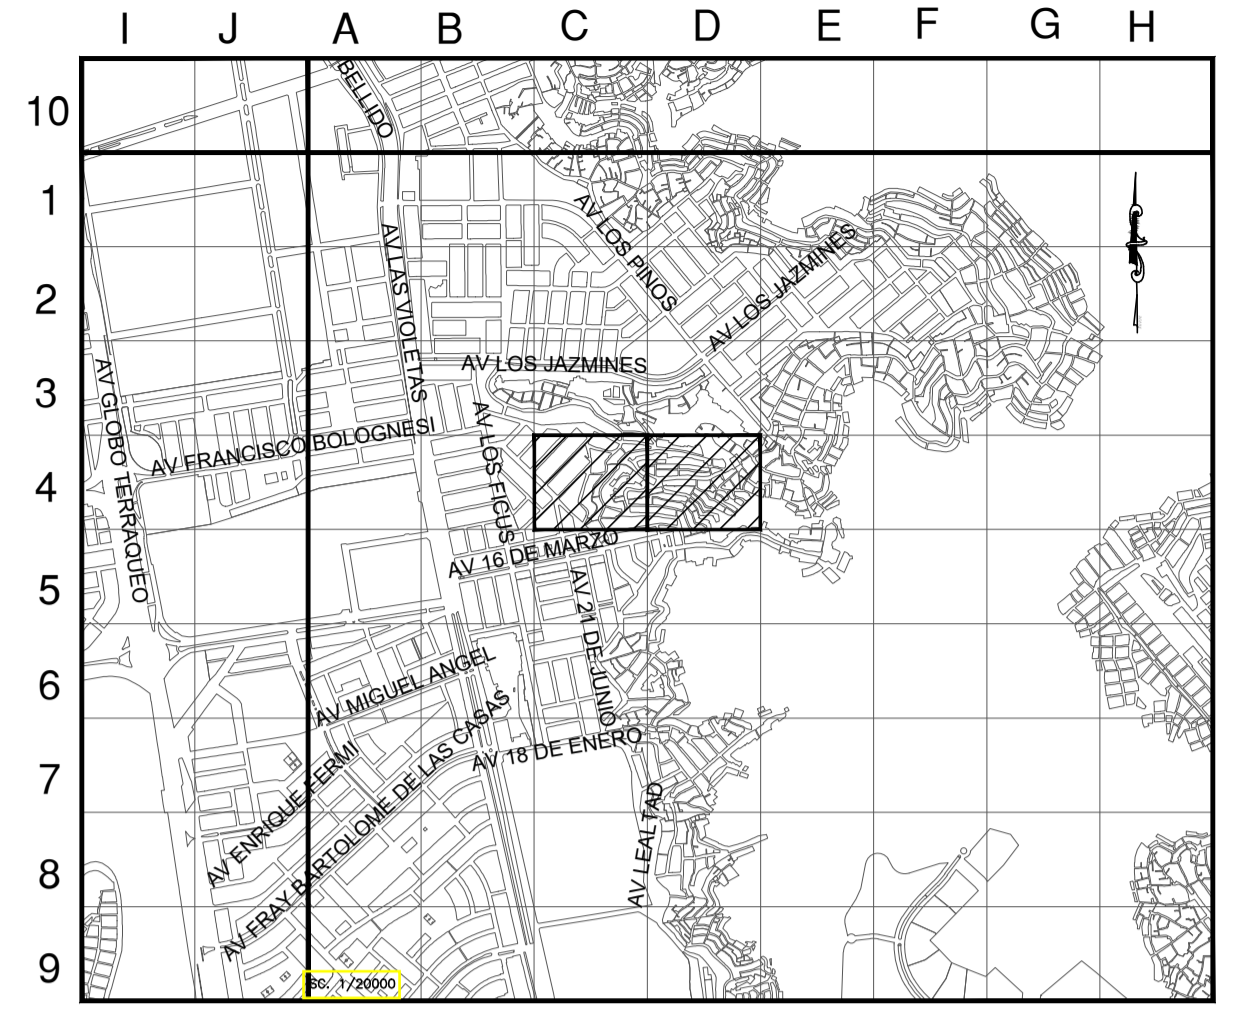 I J A B C D E F G H
10
BELLIDO
1
AV LOS PINOS
AV LAS VIOLETAS
AV LOS JAZMINES
2
AV LOS JAZMINES
3
AV GLOBO TERRAQUEO
AV FRANCISCO BOLOGNESI
AV LOS FICUS
4
AV 16 DE MARZO
5
AV 21 DE JUNIO
6
AV MIGUEL ANGEL
AV 18 DE ENERO
7
AV ENRIQUE FERMI
AV FRAY BARTOLOME DE LAS CASAS
AV LEALTAD
8
9
SC. 1/20000